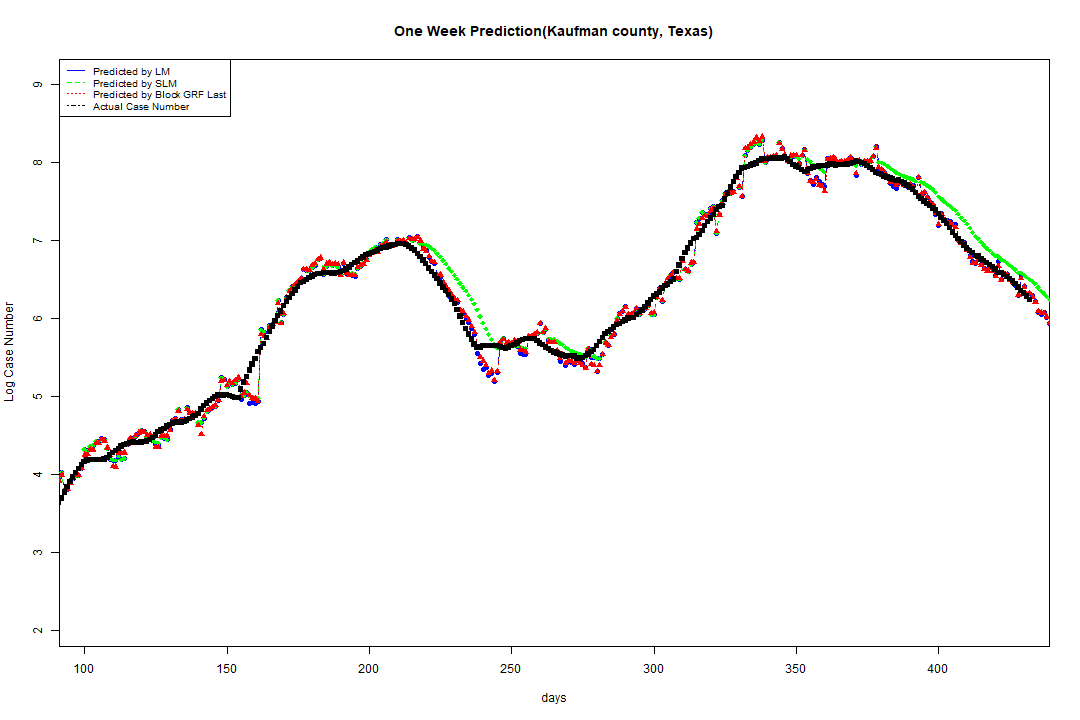 One Week Prediction(Kaufman county, Texas)
Predicted by LM
Predicted by SLM
Predicted by Block GRF Last
Actual Case Number
9
8
7
6
5
4
3
2
Log Case Number
100 150 200 250 300 350 400
days